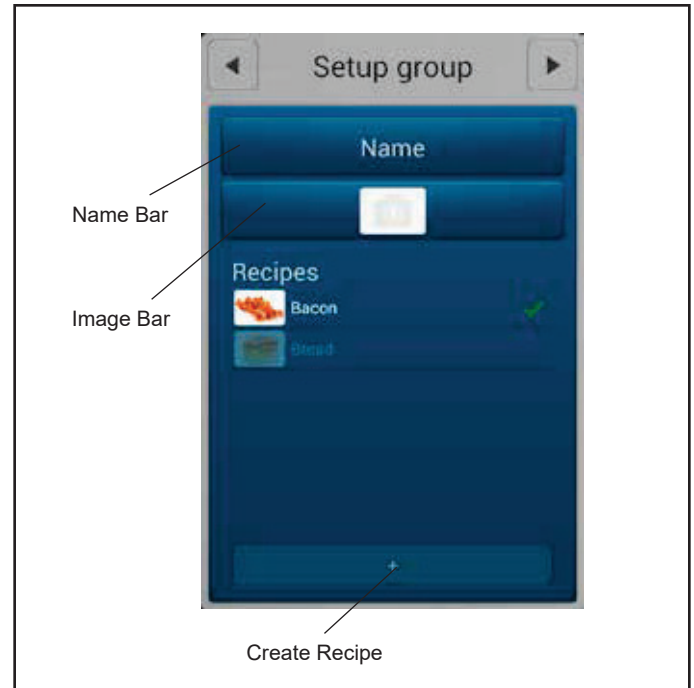 Setup group
Name
Name Bar
Recipes
Image Bar
Bacon
Bread
+
Create Recipe